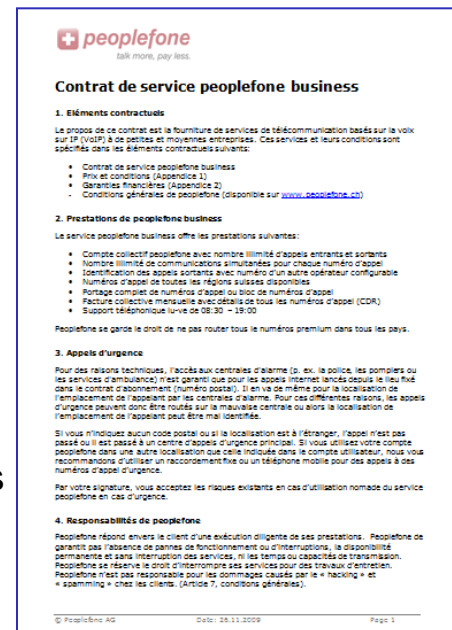 peoplefone
talk more, pay less.
Contrat de service peoplefone business
1. Eléments contractuels
Le propos de ce contrat est la fourniture de services de télécommunication basés sur la voix
sur IP (VoIP) à de petites et moyennes entreprises. Ces services et leurs conditions sont
spécifiés dans les éléments contractuels suivants:
• Contrat de service peoplefone business
• Prix et conditions (Appendice 1)
• Garanties financières (Appendice 2)
- Conditions générales de peoplefone (disponible sur www.peoplefone.ch)
2. Prestations de peoplefone business
Le service peoplefone business offre les prestations suivantes:
• Compte collectif peoplefone avec nombre illimité d'appels entrants et sortants
• Nombre illimité de communications simultanées pour chaque numéro d'appel
• Identification des appels sortants avec numéro d'un autre opérateur configurable
• Numéros d'appel de toutes les régions suisses disponibles
• Portage complet de numéros d'appel ou bloc de numéros d'appel
• Facture collective mensuelle avec détails de tous les numéros d'appel (CDR)
• Support téléphonique lu-ve de 08:30 – 19:00
Peoplefone se garde le droit de ne pas router tous le numéros premium dans tous les pays.
3. Appels d'urgence
Pour des raisons techniques, l'accès aux centrales d'alarme (p. ex. la police, les pompiers ou
les services d'ambulance) n'est garanti que pour les appels internet lancés depuis le lieu fixé
dans le contrat d'abonnement (numéro postal). Il en va de même pour la localisation de
l'emplacement de l'appelant par les centrales d'alarme. Pour ces différentes raisons, les appels
d'urgence peuvent donc être routés sur la mauvaise centrale ou alors la localisation de
l'emplacement de l'appelant peut être mal identifiée.
Si vous n'indiquez aucun code postal ou si la localisation est à l'étranger, l'appel n'est pas
passé ou il est passé à un centre d'appels d'urgence principal. Si vous utilisez votre compte
peoplefone dans une autre localisation que celle indiquée dans le compte utilisateur, nous vous
recommandons d'utiliser un raccordement fixe ou un téléphone mobile pour des appels à des
numéros d'appel d'urgence.
Par votre signature, vous acceptez les risques existants en cas d'utilisation nomade du service
peoplefone en cas d'urgence.
s
4. Responsabilités de peoplefone
Peoplefone répond envers le client d'une exécution diligente de ses prestations. Peoplefone de
garantit pas l'absence de pannes de fonctionnement ou d'interruptions, la disponibilité
permanente et sans interruption des services, ni les temps ou capacités de transmission.
Peoplefone se réserve le droit d'interrompre ses services pour des travaux d'entretien.
Peoplefone n'est pas responsable pour les dommages causés par le « hacking » et
« spamming » chez les clients. (Article 7, conditions générales).
© Peoplefone AG Date: 25.11.2009 Page 1